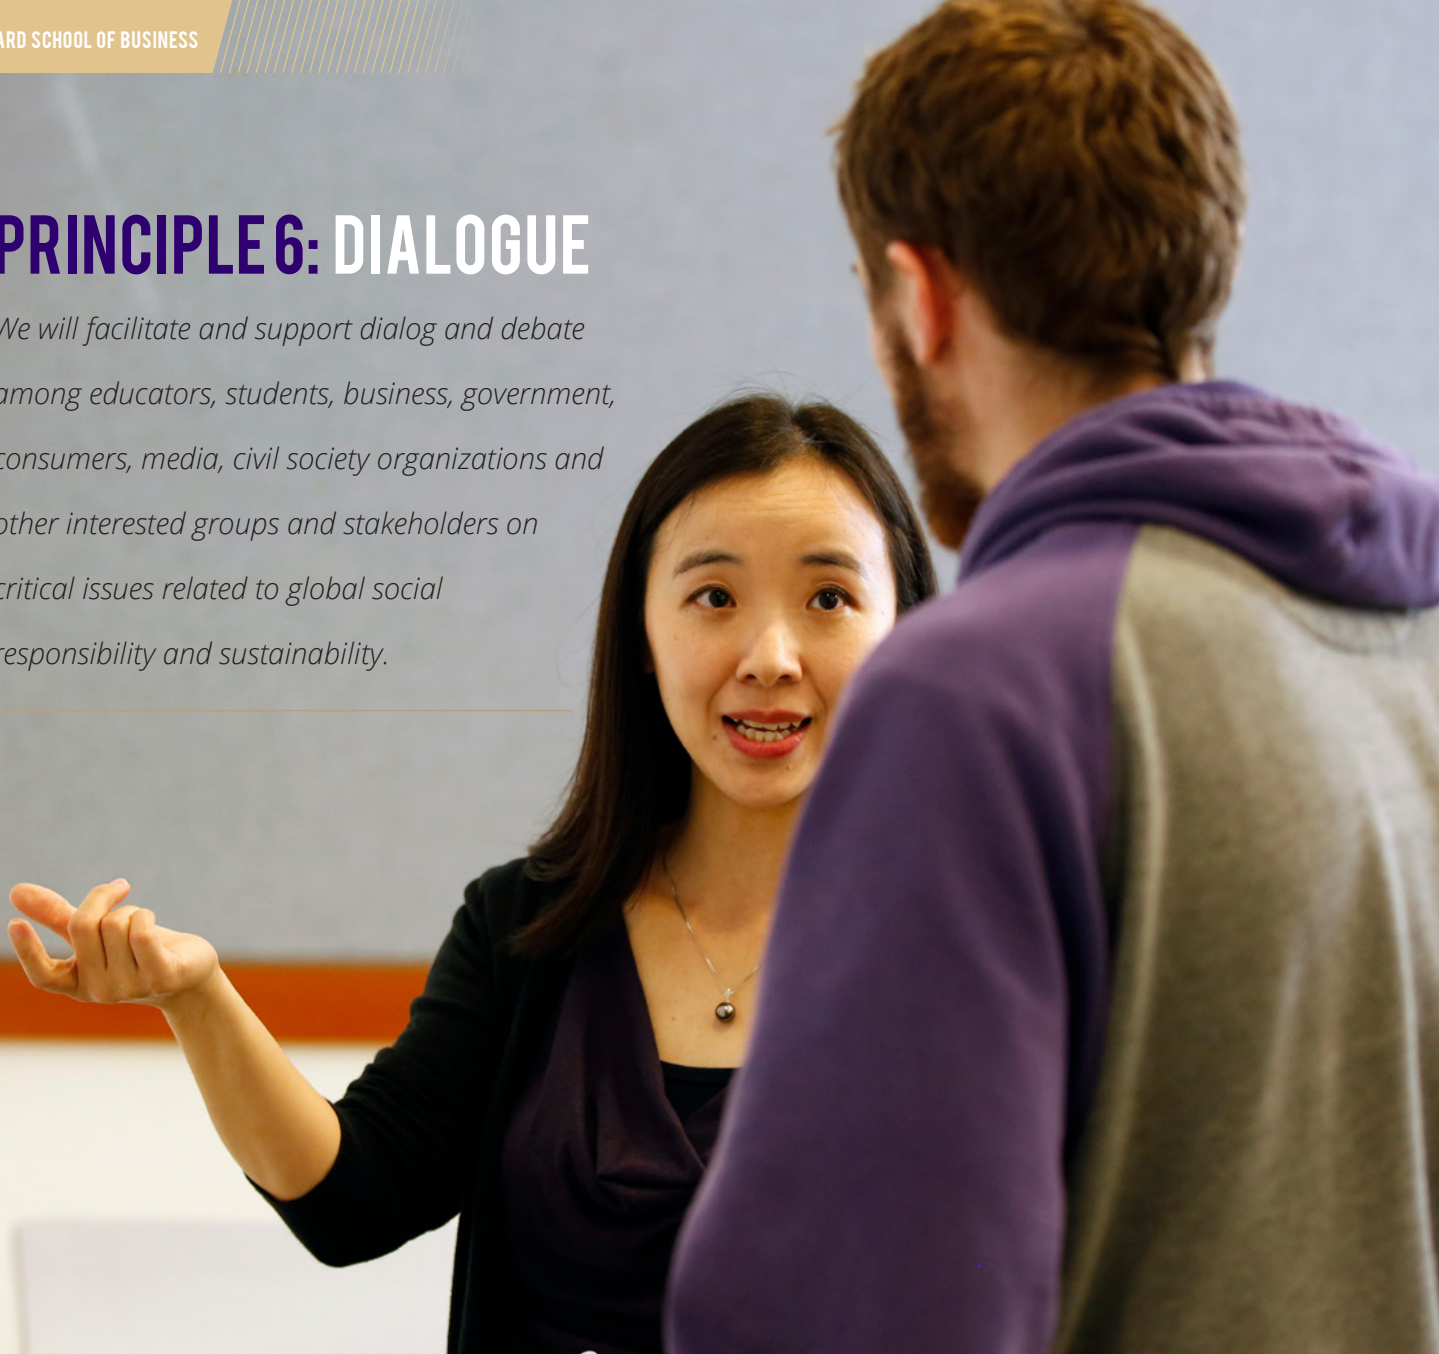 ARD SCHOOL OF BUSINESS
PRINCIPLE 6: DIALOGUE
We will facilitate and support dialog and debate
among educators, students, business, government,
consumers, media, civil society organizations and
other interested groups and stakeholders on
critical issues related to global social
responsibility and sustainability.